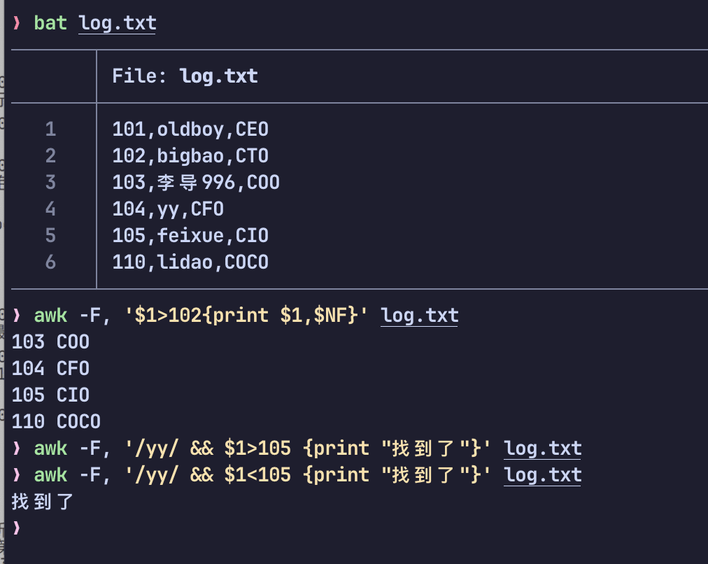 ❯ bat log.txt
File: log.txt
1 101,oldboy,CEO
2 102,bigbao,CTO
3 103,李导996,COO
4 104,yy,CFO
5 105,feixue,CIO
6 110,lidao,COCO
❯ awk -F, '$1>102{print $1,$NF}' log.txt
103 COO
104 CFO
105 CIO
110 COCO
❯ awk -F, '/yy/ && $1>105 {print "找到了"}' log.txt
❯ awk -F, '/yy/ && $1<105 {print "找到了"}' log.txt
找到了
❯